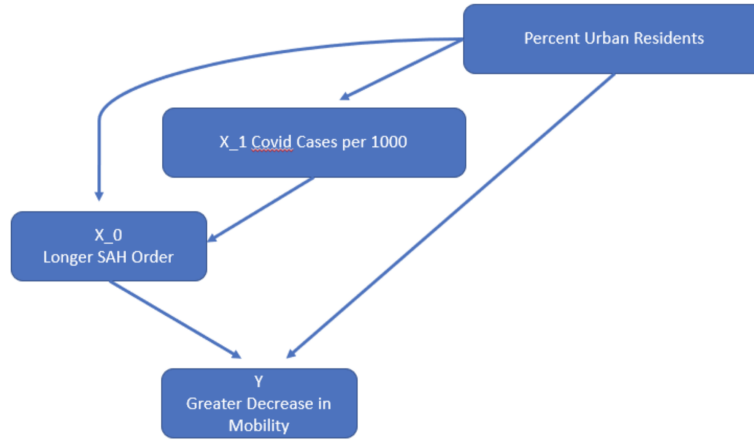 Percent Urban Residents
X_1 Covid Cases per 1000
X_0
Longer SAH Order
Y
Greater Decrease in
Mobility